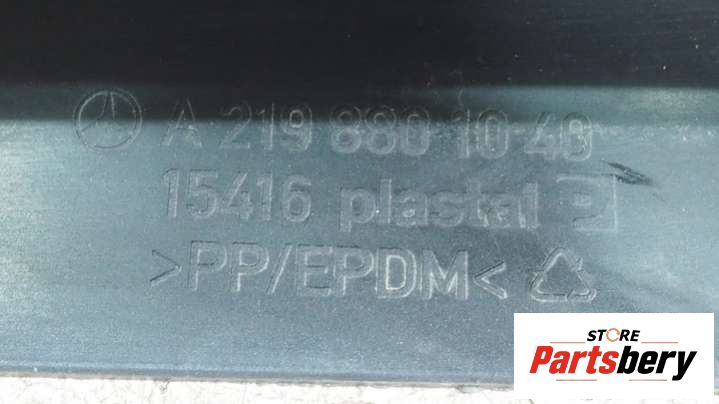 A 219 880 10 40
15416 plastal P
>PP/EPDM<
STORE
Partsbery